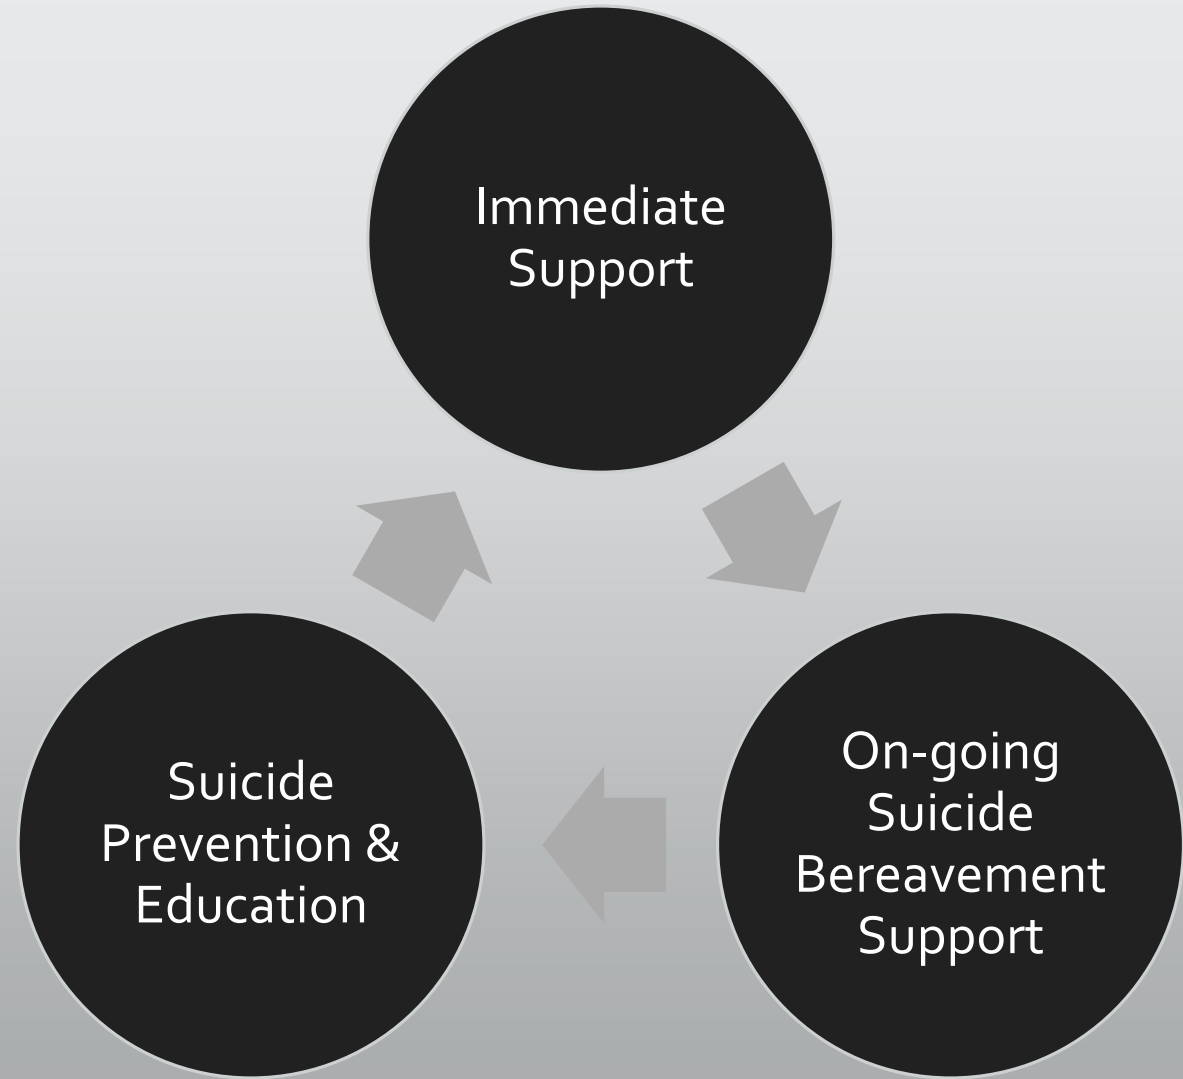 Immediate
Support
On-going
Suicide
Bereavement
Support
Suicide
Prevention &
Education